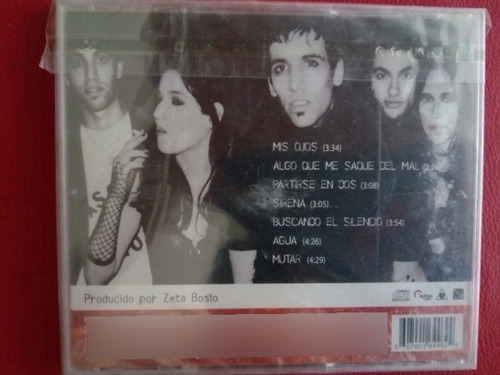 MIS OJOS (3:34)
ALGO QUE ME SAQUE DEL MAL
PARTIRSE EN DOS (3:08)
SIRENA (3:05)
BUSCANDO EL SILENCIO (3:54)
AGUA (4:26)
MUTAR (4:29)
Producido por Zeta Bosio